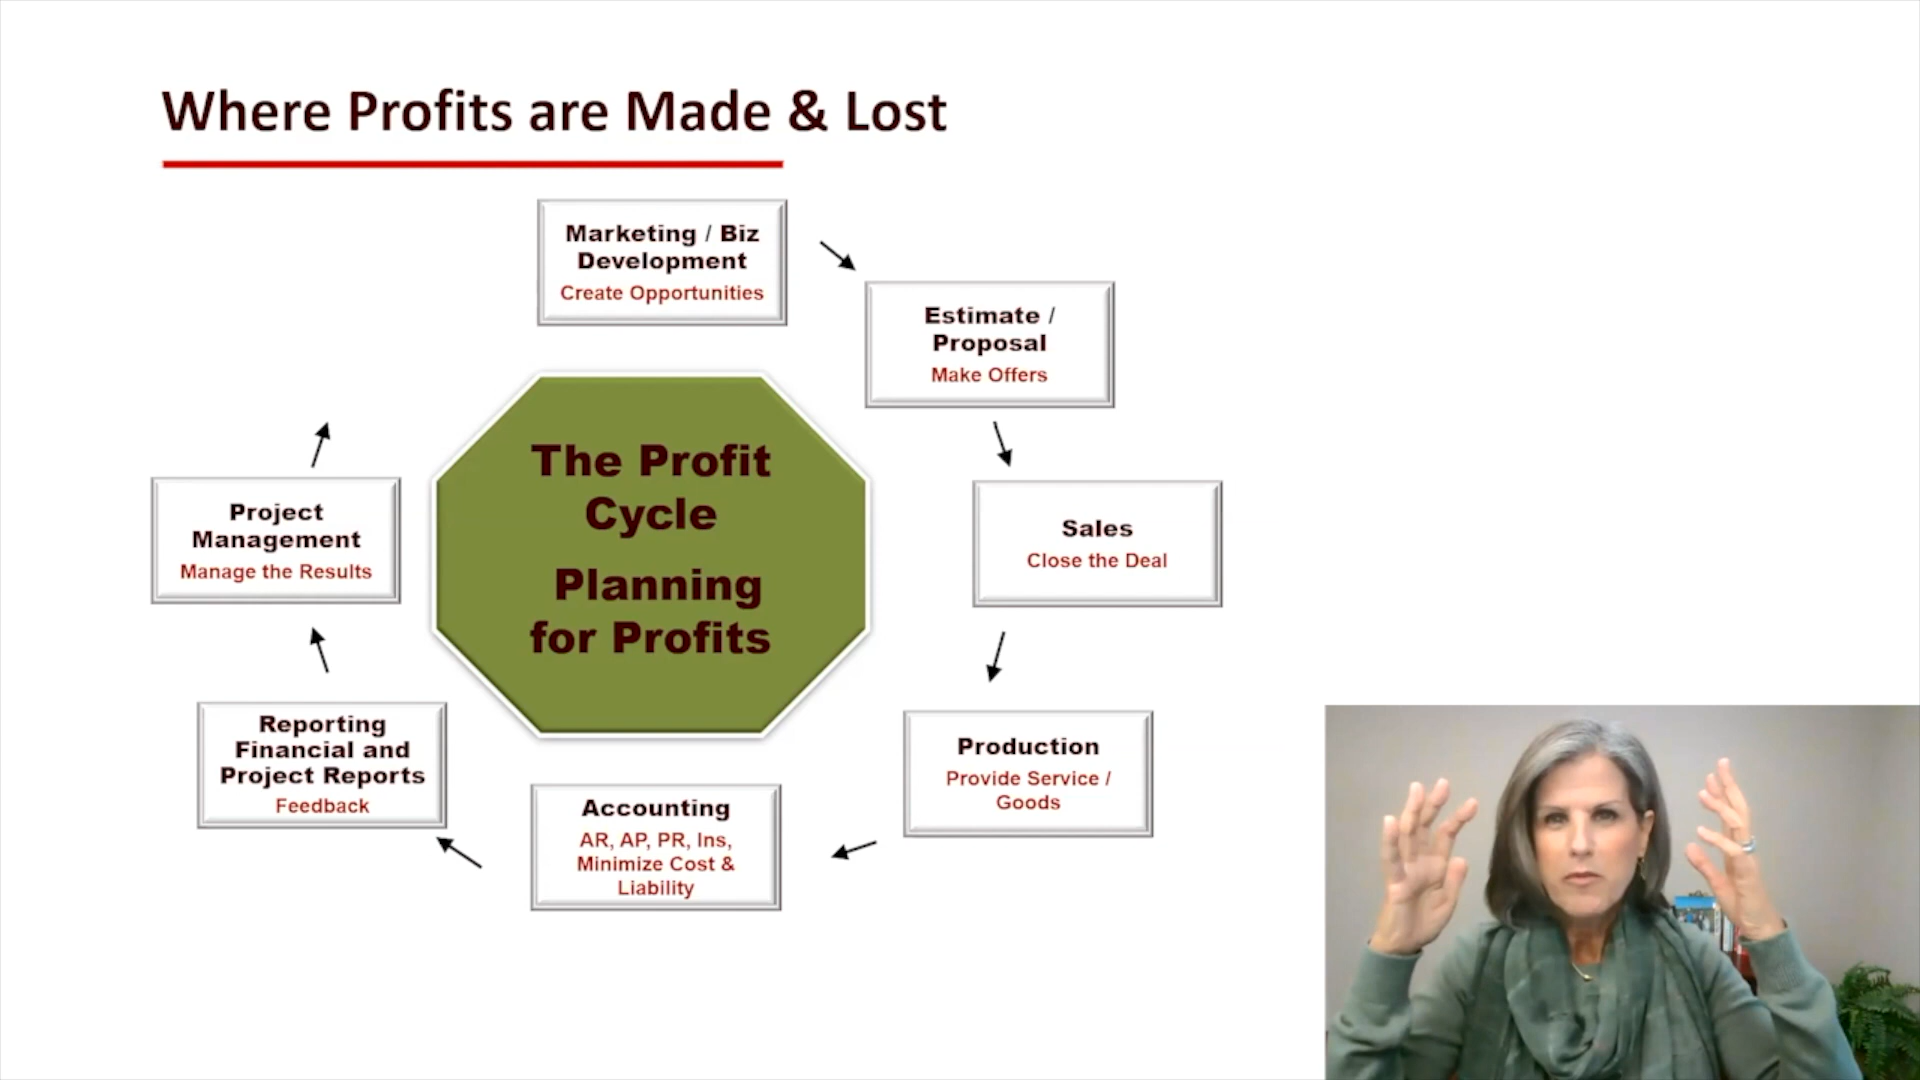 Where Profits are Made & Lost
Marketing / Biz
Development
Create Opportunities
Estimate /
Proposal
Make Offers
Sales
Close the Deal
Production
Provide Service /
Goods
Accounting
AR, AP, PR, Ins,
Minimize Cost &
Liability
Reporting
Financial and
Project Reports
Feedback
Project
Management
Manage the Results
The Profit
Cycle
Planning
for Profits